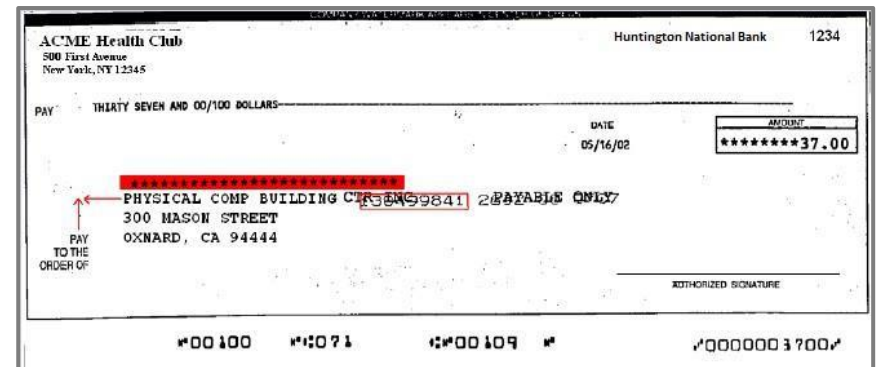 ACME Health Club
500 First Avenue
New York, NY 12345
Huntington National Bank 1234
PAY THIRTY SEVEN AND 00/100 DOLLARS
DATE
05/16/02
AMOUNT
********37.00
PHYSICAL COMP BUILDING CTR INC PAYABLE ONLY
300 MASON STREET
OXNARD, CA 94444
PAY
TO THE
ORDER OF
AUTHORIZED SIGNATURE
⑈00100 ⑈⑆071 ⑆⑈00109 ⑈ ⑇0000003700⑇